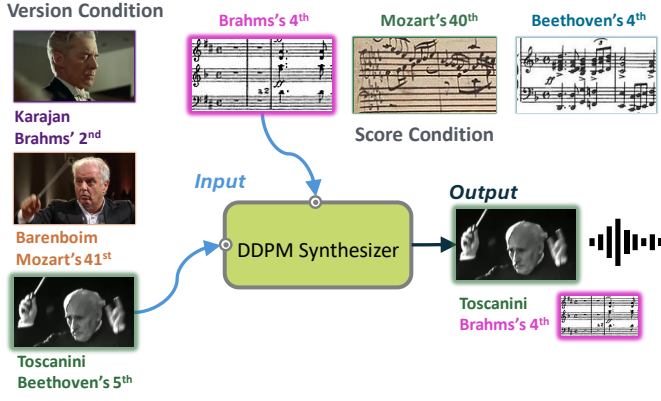 Version Condition
Brahms's 4th
Mozart's 40th
Beethoven's 4th
Karajan
Brahms' 2nd
Score Condition
Input
Output
Barenboim
Mozart's 41st
DDPM Synthesizer
Toscanini
Brahms's 4th
Toscanini
Beethoven's 5th